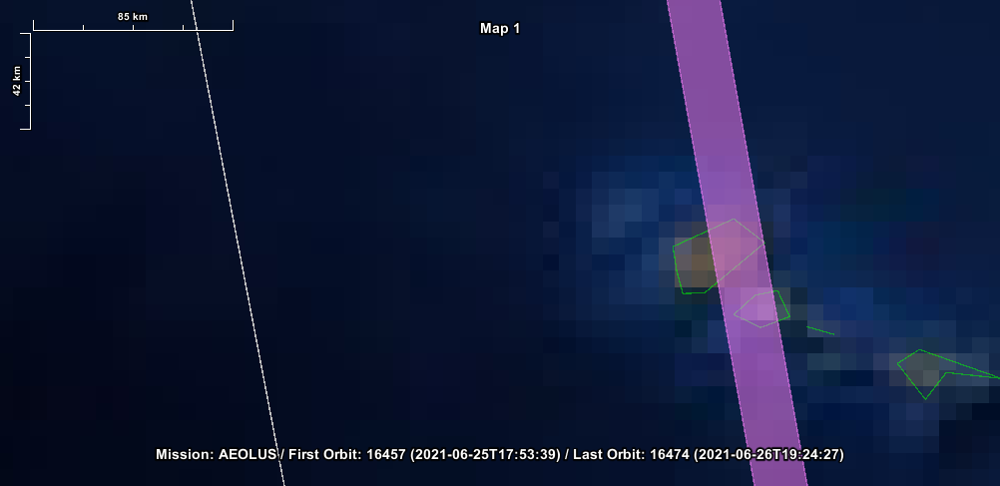 85 km
Map 1
42 km
Mission: AEOLUS / First Orbit: 16457 (2021-06-25T17:53:39) / Last Orbit: 16474 (2021-06-26T19:24:27)